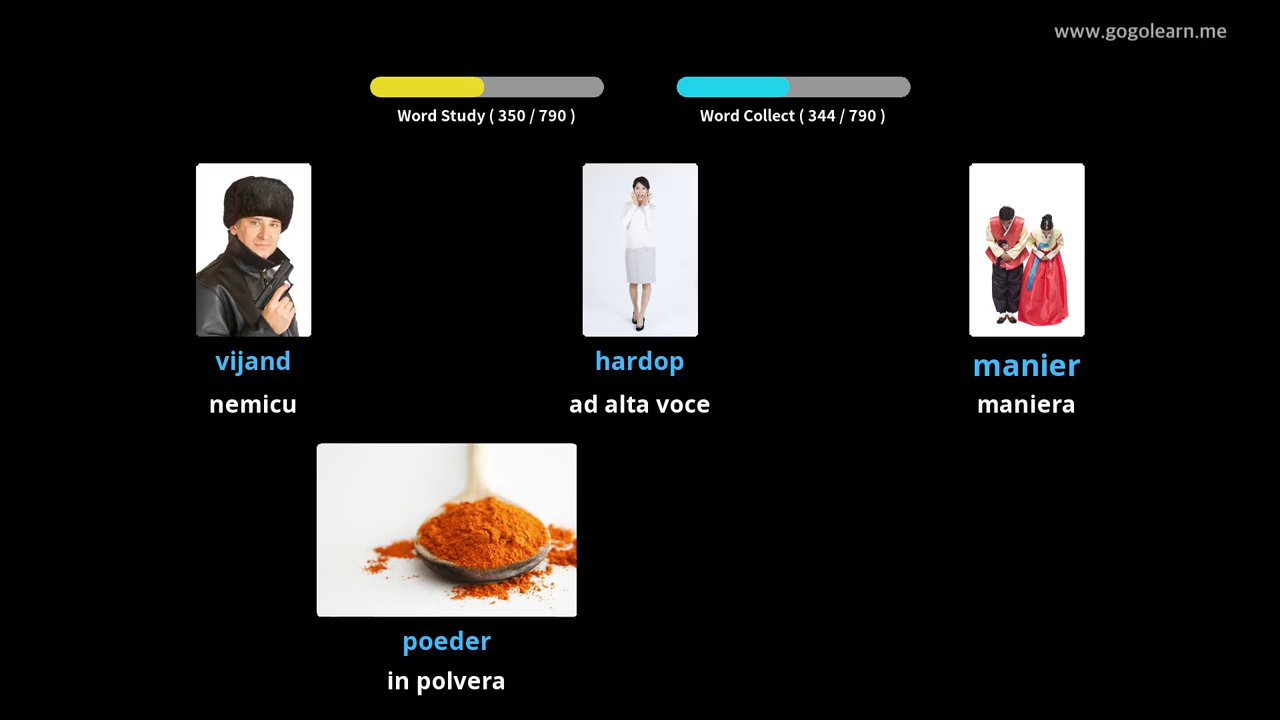 www.gogolearn.me
Word Study ( 350 / 790 )
Word Collect ( 344 / 790 )
vijand
nemicu
hardop
ad alta voce
manier
maniera
poeder
in polvera